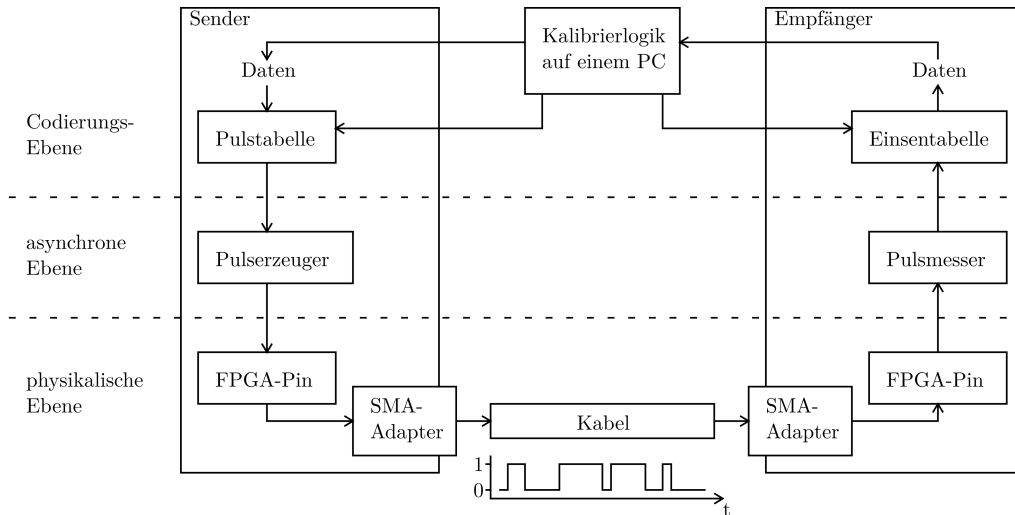 Sender
Kalibrierlogik
auf einem PC
Empfänger
Daten
Daten
Codierungs-
Ebene
Pulstabelle
Einsentabelle
asynchrone
Ebene
Pulserzeuger
Pulsmesser
physikalische
Ebene
FPGA-Pin
SMA-
Adapter
Kabel
SMA-
Adapter
FPGA-Pin
1
0
t